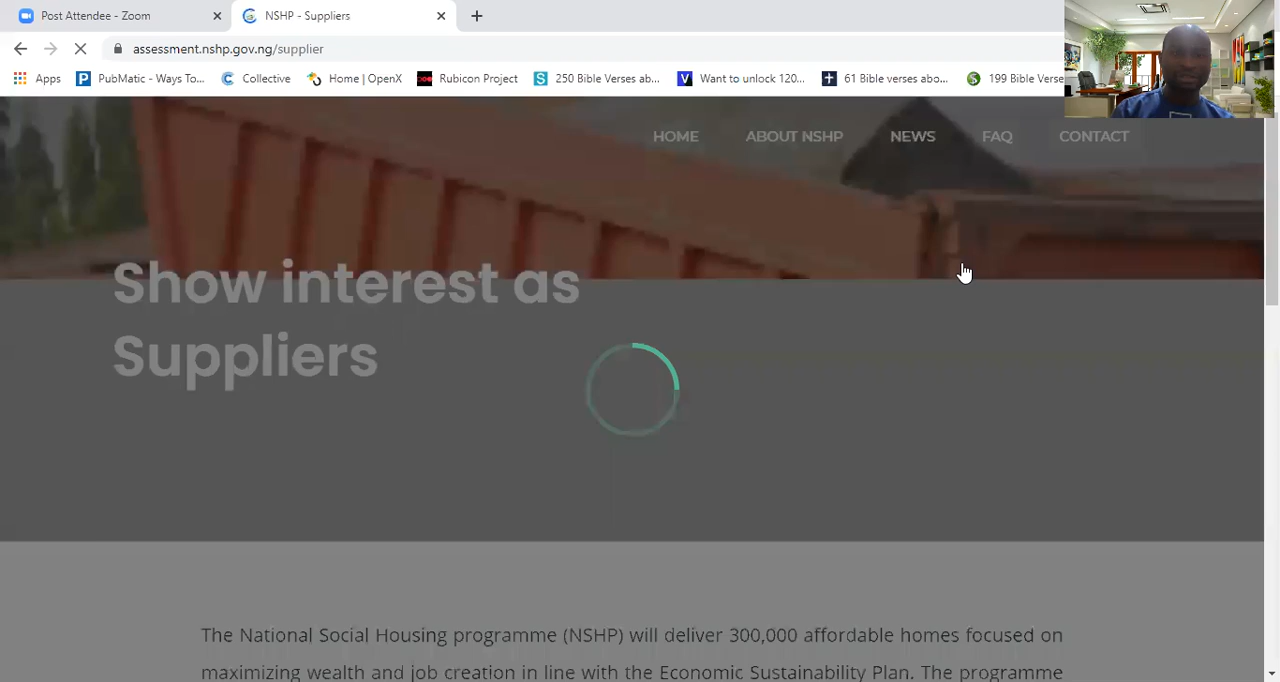 Post Attendee - Zoom
NSHP - Suppliers
assessment.nshp.gov.ng/supplier
Apps
PubMatic - Ways To...
Collective
Home | OpenX
Rubicon Project
250 Bible Verses ab...
Want to unlock 120...
61 Bible verses abo...
199 Bible Verse
HOME
ABOUT NSHP
NEWS
FAQ
CONTACT
Show interest as
Suppliers
The National Social Housing programme (NSHP) will deliver 300,000 affordable homes focused on
maximizing wealth and job creation in line with the Economic Sustainability Plan. The programme